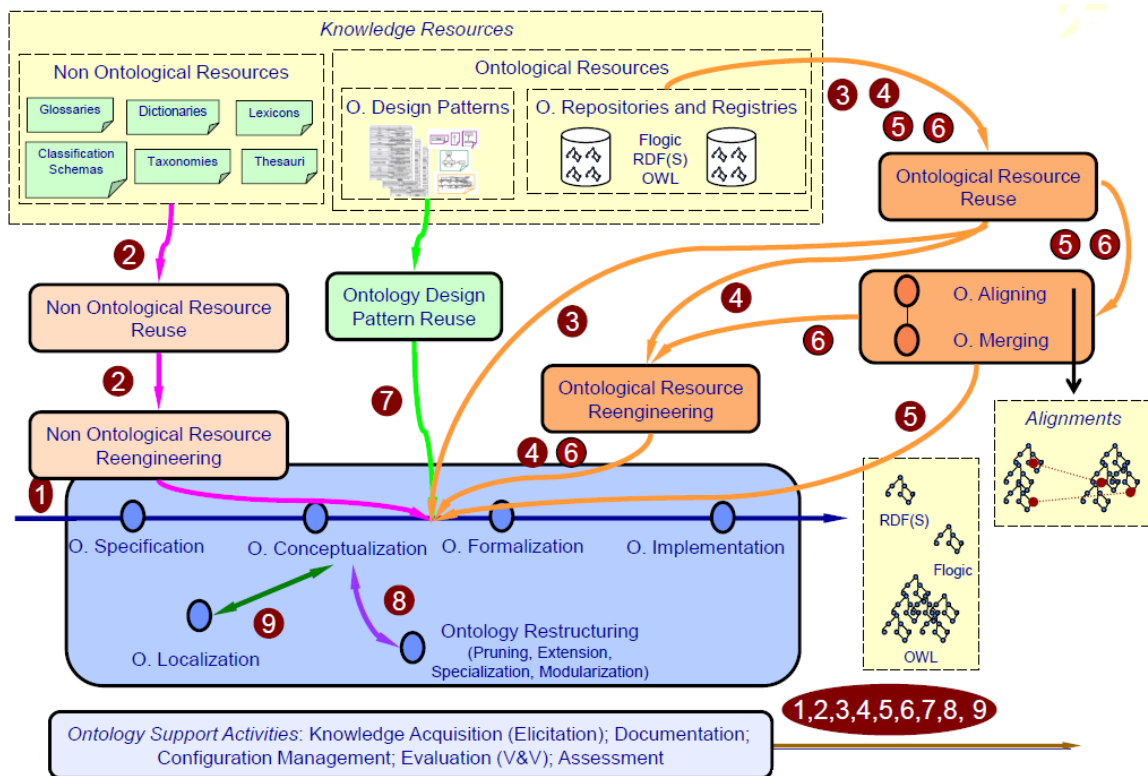 Knowledge Resources
Non Ontological Resources
Glossaries
Dictionaries
Lexicons
Classification
Schemas
Taxonomies
Thesauri
Ontological Resources
O. Design Patterns
O. Repositories and Registries
Flogic
RDF(S)
OWL
3
4
5
6
Ontological Resource
Reuse
5
6
2
Non Ontological Resource
Reuse
Ontology Design
Pattern Reuse
3
4
O. Aligning
O. Merging
6
2
7
Ontological Resource
Reengineering
5
Non Ontological Resource
Reengineering
4
6
Alignments
1
O. Specification
O. Conceptualization
O. Formalization
O. Implementation
RDF(S)
Flogic
OWL
9
8
O. Localization
Ontology Restructuring
(Pruning, Extension,
Specialization, Modularization)
1,2,3,4,5,6,7,8, 9
Ontology Support Activities: Knowledge Acquisition (Elicitation); Documentation;
Configuration Management; Evaluation (V&V); Assessment